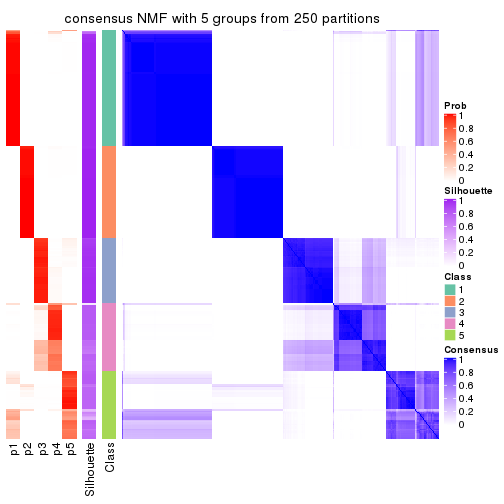 consensus NMF with 5 groups from 250 partitions
Prob
1
0.8
0.6
0.4
0.2
0
Silhouette
1
0.8
0.6
0.4
0.2
0
Class
1
2
3
4
5
Consensus
1
0.8
0.6
0.4
0.2
0
p1
p2
p3
p4
p5
Silhouette
Class